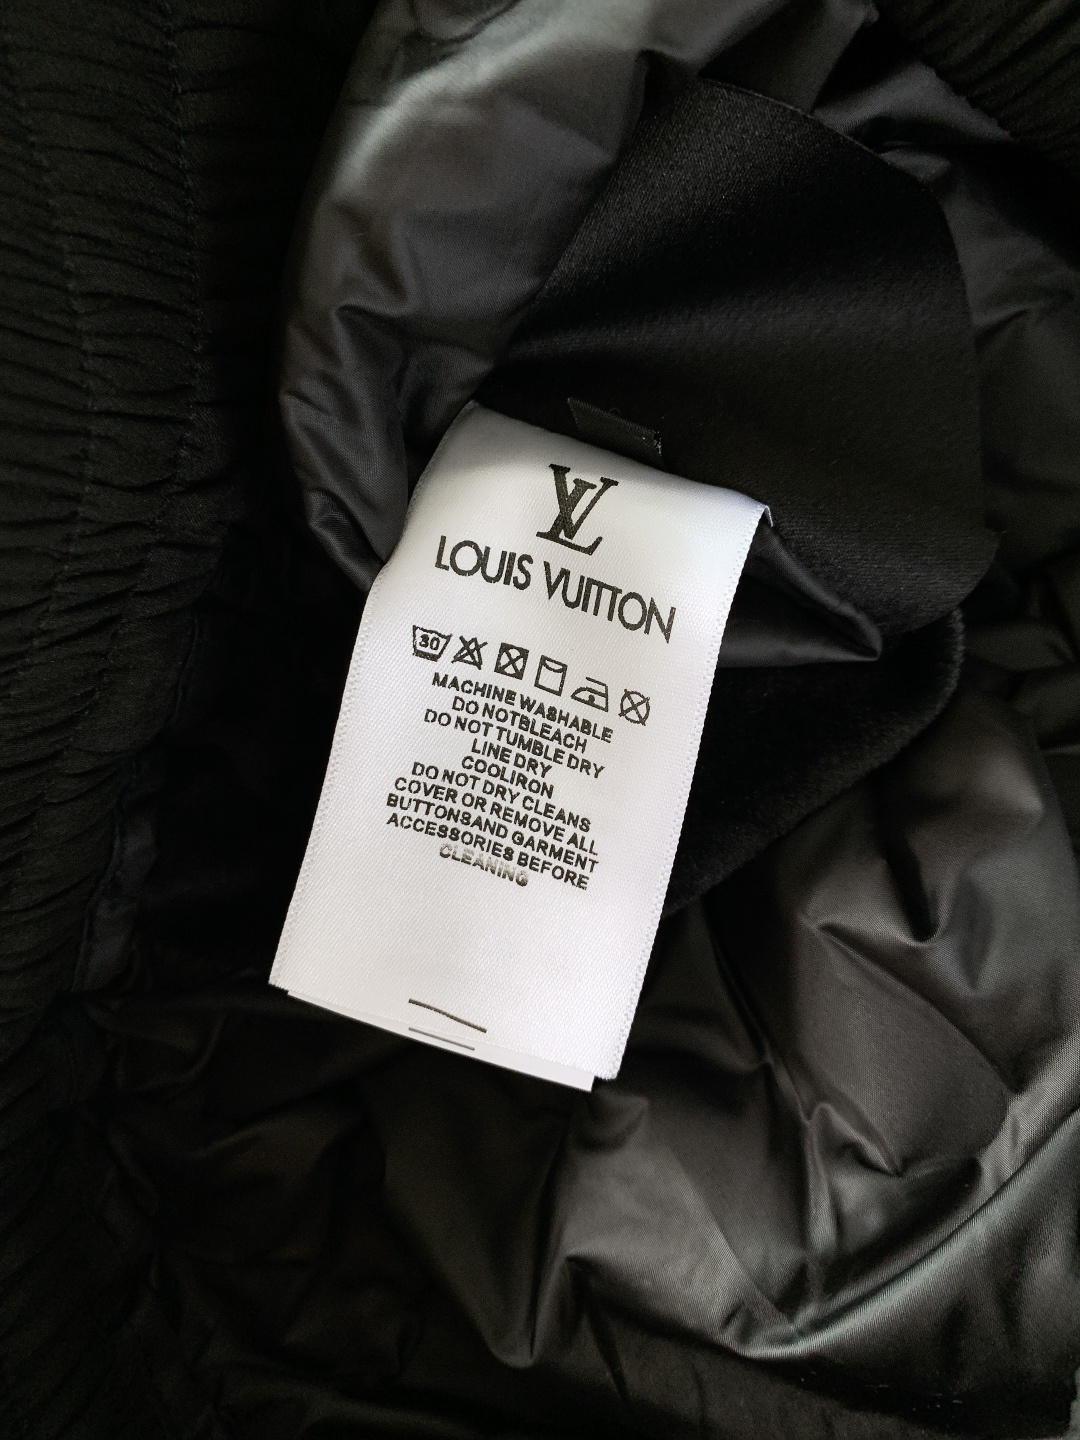 LV
LOUIS VUITTON
30
MACHINE WASHABLE
DO NOTBLEACH
DO NOT TUMBLE DRY
LINE DRY
COOLIRON
DO NOT DRY CLEANS
COVER OR REMOVE ALL
BUTTONSAND GARMENT
ACCESSORIES BEFORE
CLEANING